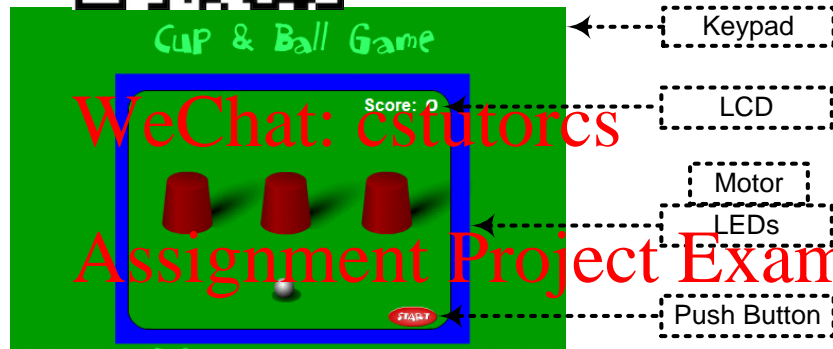 Cup & Ball Game
Keypad
Score: 0
LCD
WeChat: cstutorcs
Motor
LEDs
Assignment Project Exam
START
Push Button